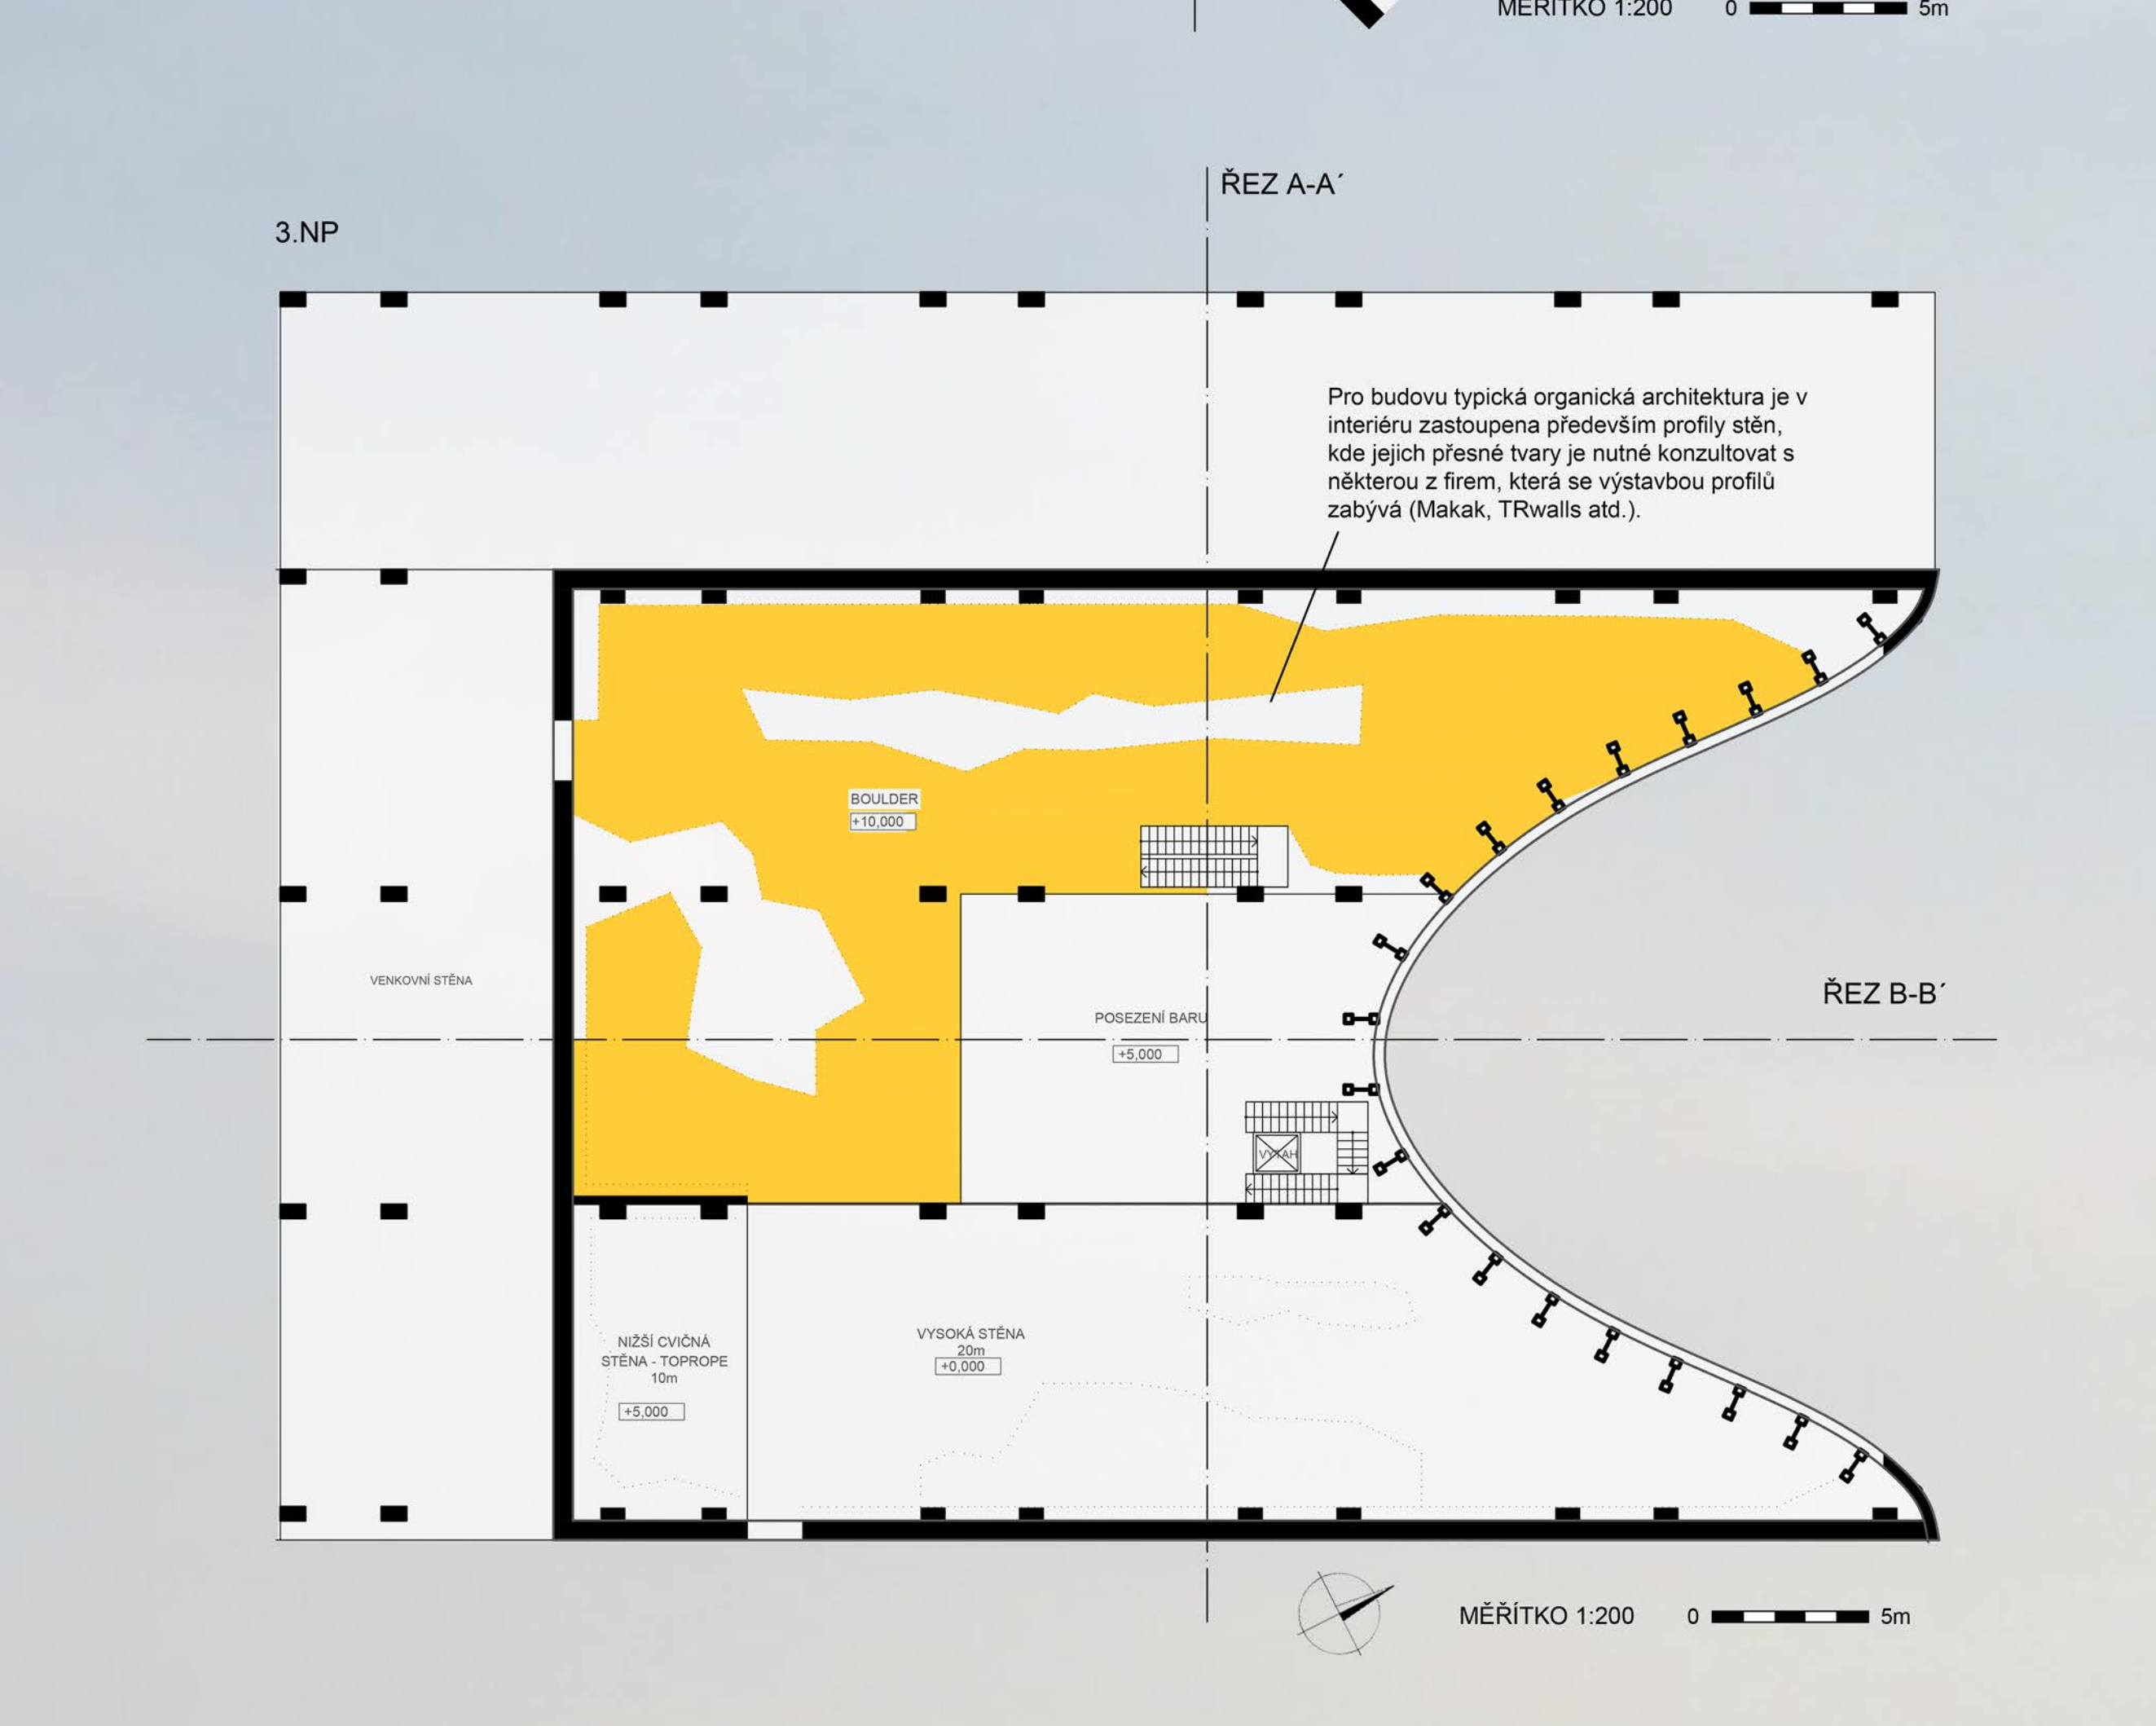 MĚŘÍTKO 1:200 0 5m
ŘEZ A-A´
3.NP
Pro budovu typická organická architektura je v
interiéru zastoupena především profily stěn,
kde jejich přesné tvary je nutné konzultovat s
některou z firem, která se výstavbou profilů
zabývá (Makak, TRwalls atd.).
BOULDER
+10,000
VENKOVNÍ STĚNA
ŘEZ B-B´
POSEZENÍ BARU
+5,000
VÝTAH
NIŽŠÍ CVIČNÁ
STĚNA - TOPROPE
10m
+5,000
VYSOKÁ STĚNA
20m
+0,000
MĚŘÍTKO 1:200 0 5m